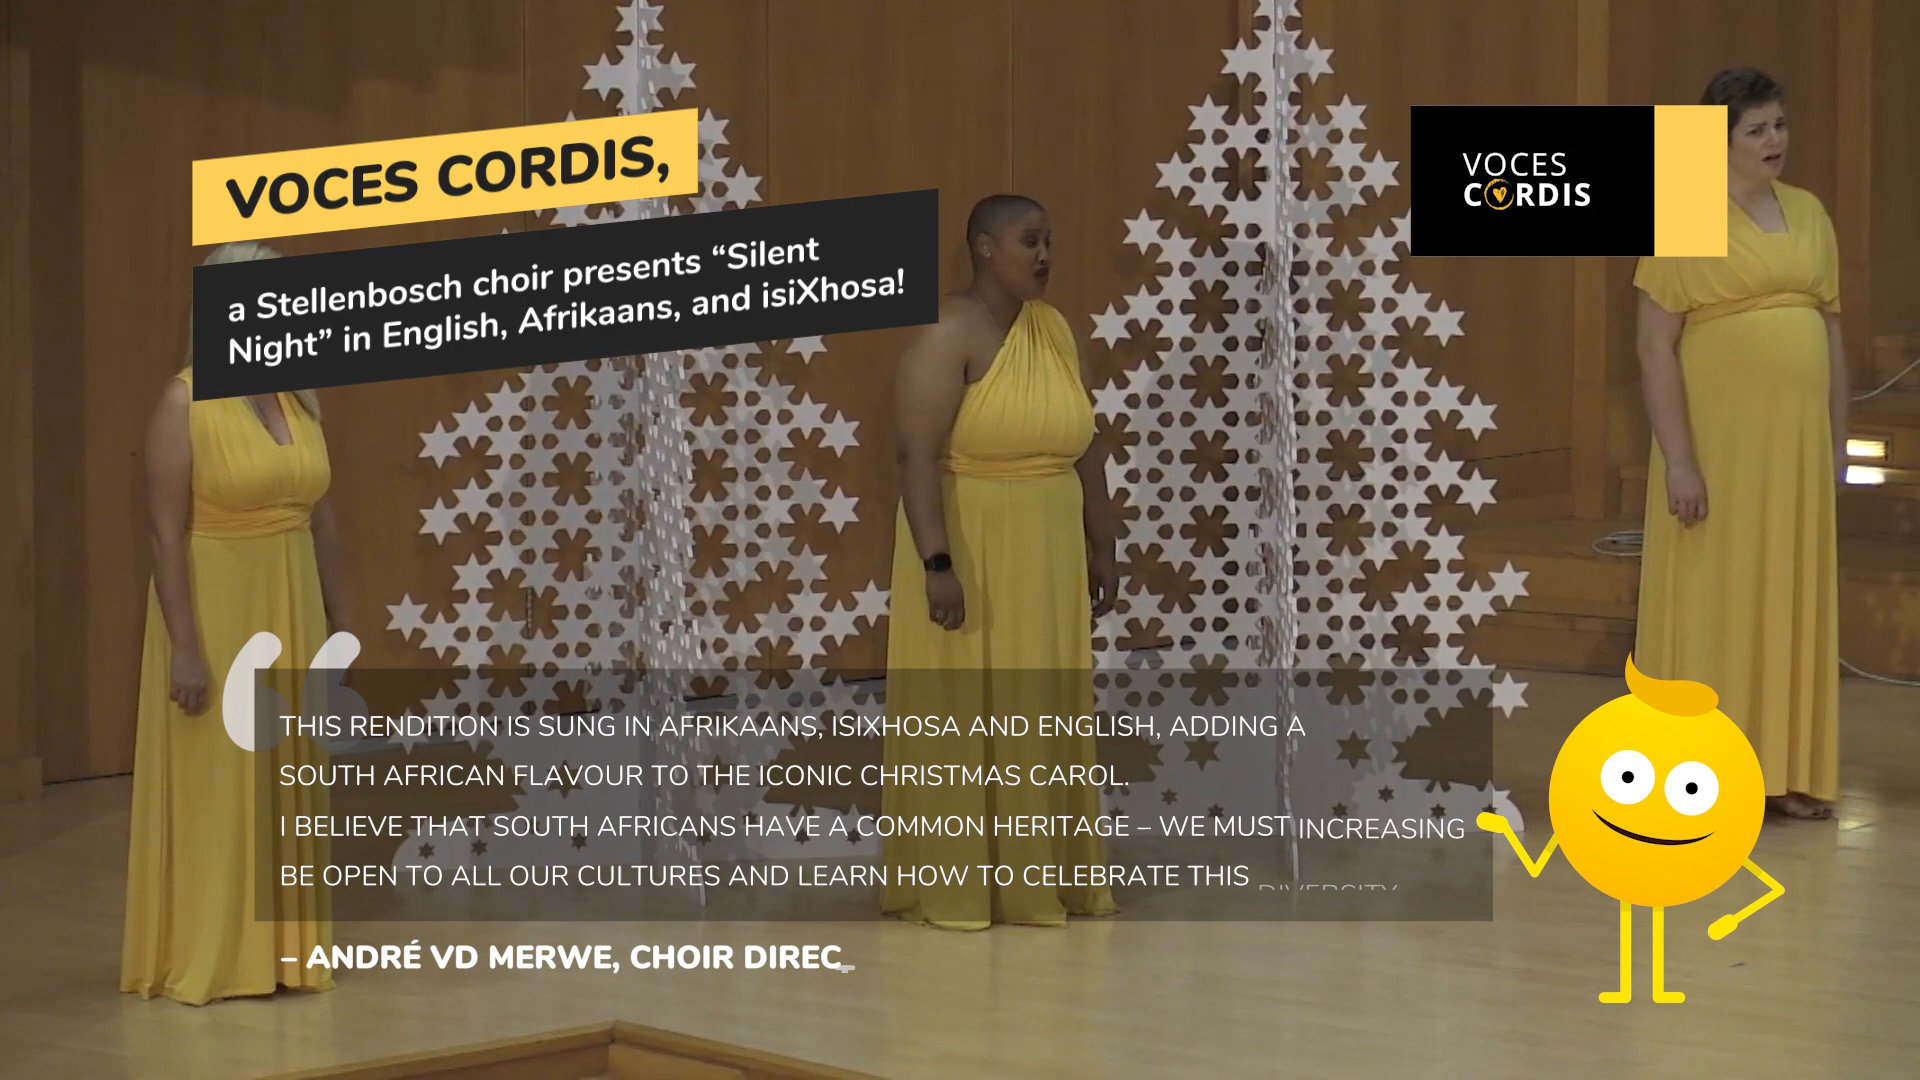 VOCES CORDIS,
a Stellenbosch choir presents “Silent
Night” in English, Afrikaans, and isiXhosa!
VOCES
CORDIS
THIS RENDITION IS SUNG IN AFRIKAANS, ISIXHOSA AND ENGLISH, ADDING A
SOUTH AFRICAN FLAVOUR TO THE ICONIC CHRISTMAS CAROL.
I BELIEVE THAT SOUTH AFRICANS HAVE A COMMON HERITAGE – WE MUST INCREASING
BE OPEN TO ALL OUR CULTURES AND LEARN HOW TO CELEBRATE THIS
– ANDRÉ VD MERWE, CHOIR DIREC